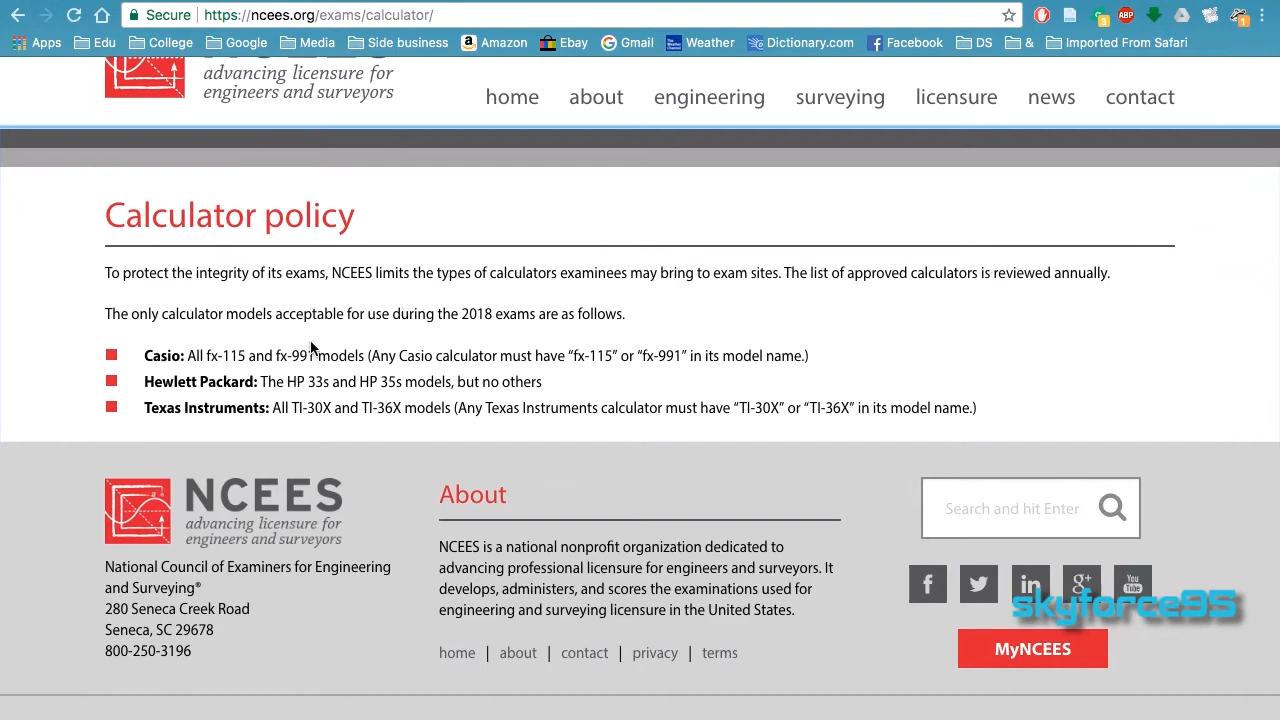 Secure https://ncees.org/exams/calculator/
ABP
3
1
Apps Edu College Google Media Side business Amazon Ebay Gmail Weather Dictionary.com Facebook DS & Imported From Safari
advancing licensure for
engineers and surveyors
home about engineering surveying licensure news contact
Calculator policy
To protect the integrity of its exams, NCEES limits the types of calculators examinees may bring to exam sites. The list of approved calculators is reviewed annually.
The only calculator models acceptable for use during the 2018 exams are as follows.
Casio: All fx-115 and fx-991 models (Any Casio calculator must have “fx-115” or “fx-991” in its model name.)
Hewlett Packard: The HP 33s and HP 35s models, but no others
Texas Instruments: All TI-30X and TI-36X models (Any Texas Instruments calculator must have “TI-30X” or “TI-36X” in its model name.)
NCEES
advancing licensure for
engineers and surveyors
National Council of Examiners for Engineering
and Surveying®
280 Seneca Creek Road
Seneca, SC 29678
800-250-3196
About
NCEES is a national nonprofit organization dedicated to
advancing professional licensure for engineers and surveyors. It
develops, administers, and scores the examinations used for
engineering and surveying licensure in the United States.
home | about | contact | privacy | terms
Search and hit Enter
f in g+ You Tube
skyforce95
MyNCEES